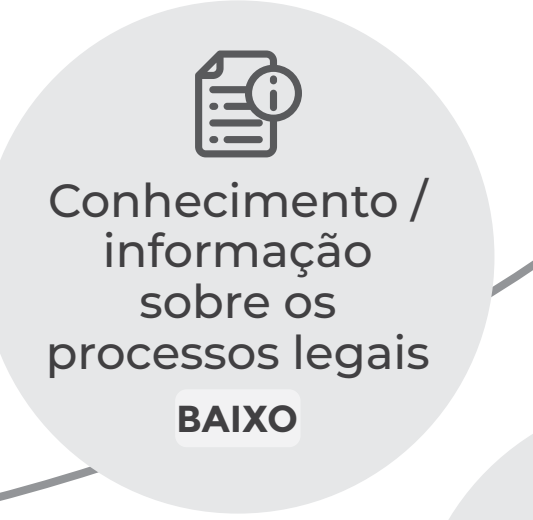 Conhecimento /
informação
sobre os
processos legais
BAIXO